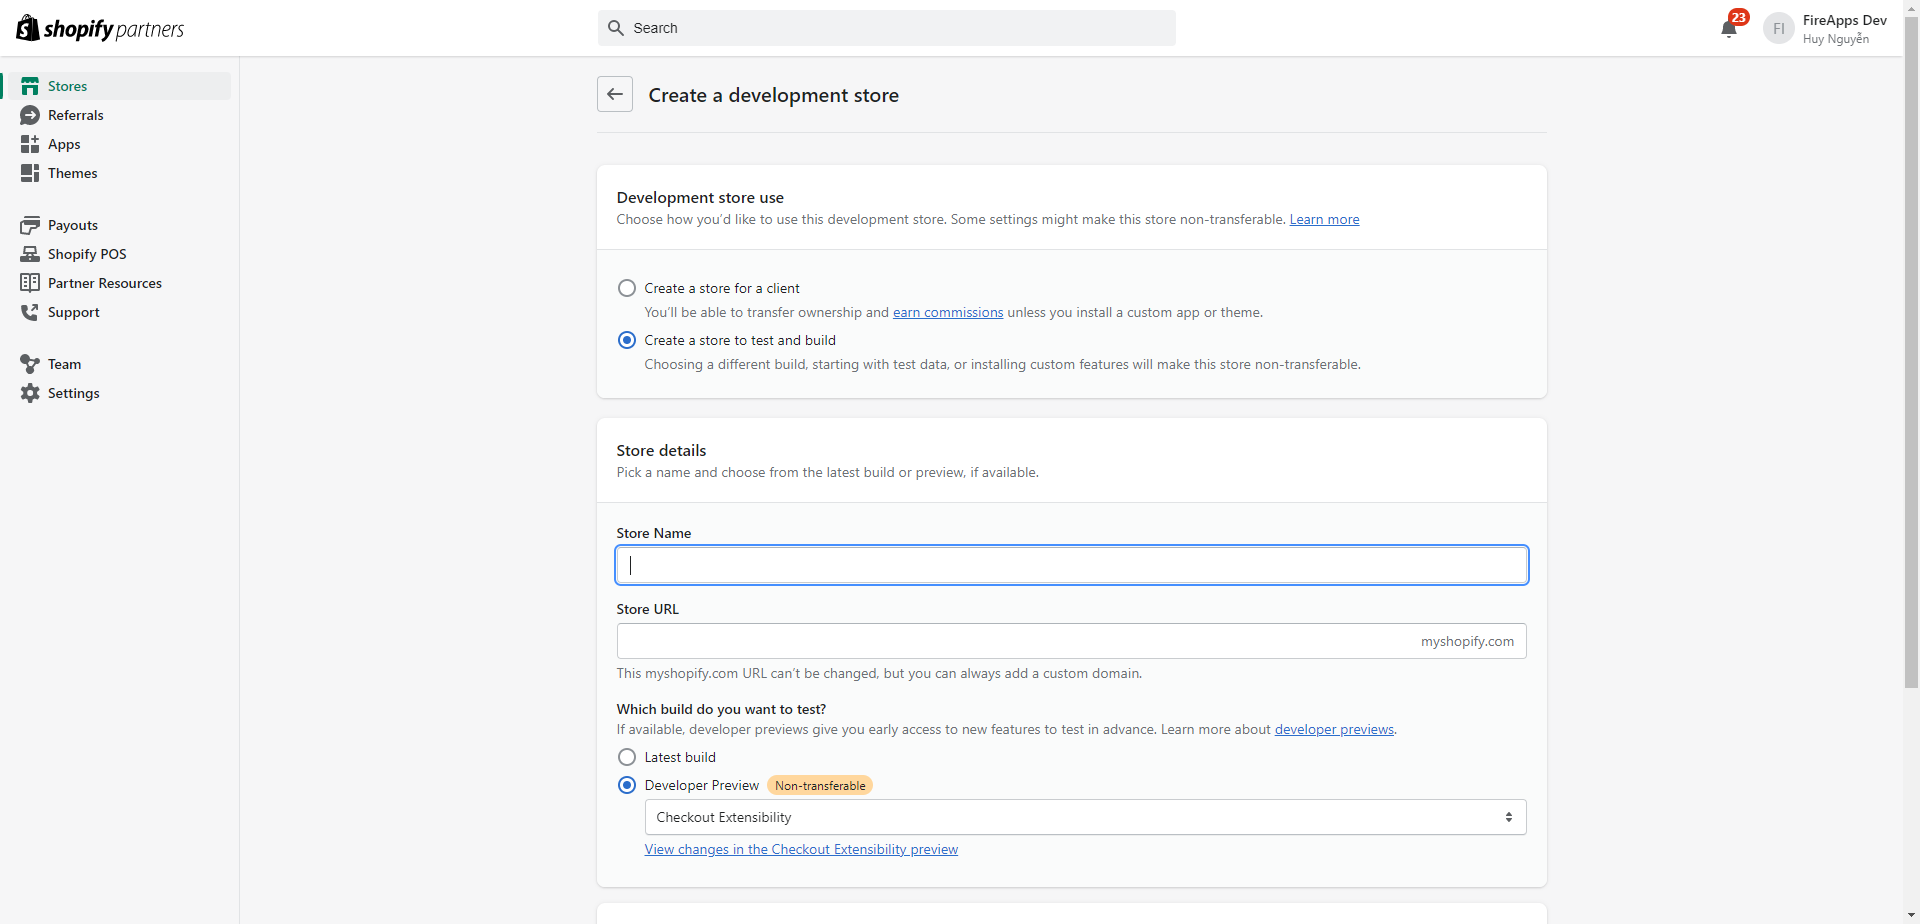 shopify partners
Search
23
FI
FireApps Dev
Huy Nguyễn
Stores
Referrals
Apps
Themes
Payouts
Shopify POS
Partner Resources
Support
Team
Settings
Create a development store
Development store use
Choose how you’d like to use this development store. Some settings might make this store non-transferable. Learn more
Create a store for a client
You’ll be able to transfer ownership and earn commissions unless you install a custom app or theme.
Create a store to test and build
Choosing a different build, starting with test data, or installing custom features will make this store non-transferable.
Store details
Pick a name and choose from the latest build or preview, if available.
Store Name
Store URL
myshopify.com
This myshopify.com URL can’t be changed, but you can always add a custom domain.
Which build do you want to test?
If available, developer previews give you early access to new features to test in advance. Learn more about developer previews.
Latest build
Developer Preview Non-transferable
Checkout Extensibility
View changes in the Checkout Extensibility preview